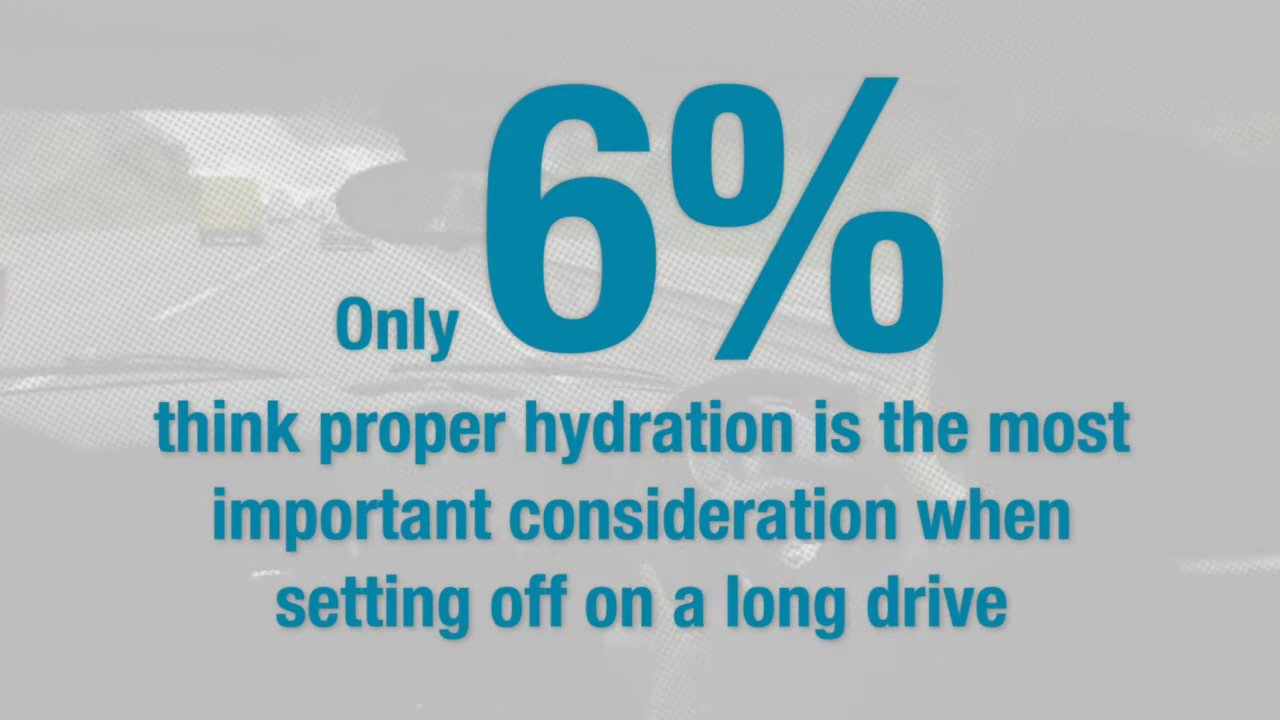 Only 6%
think proper hydration is the most
important consideration when
setting off on a long drive